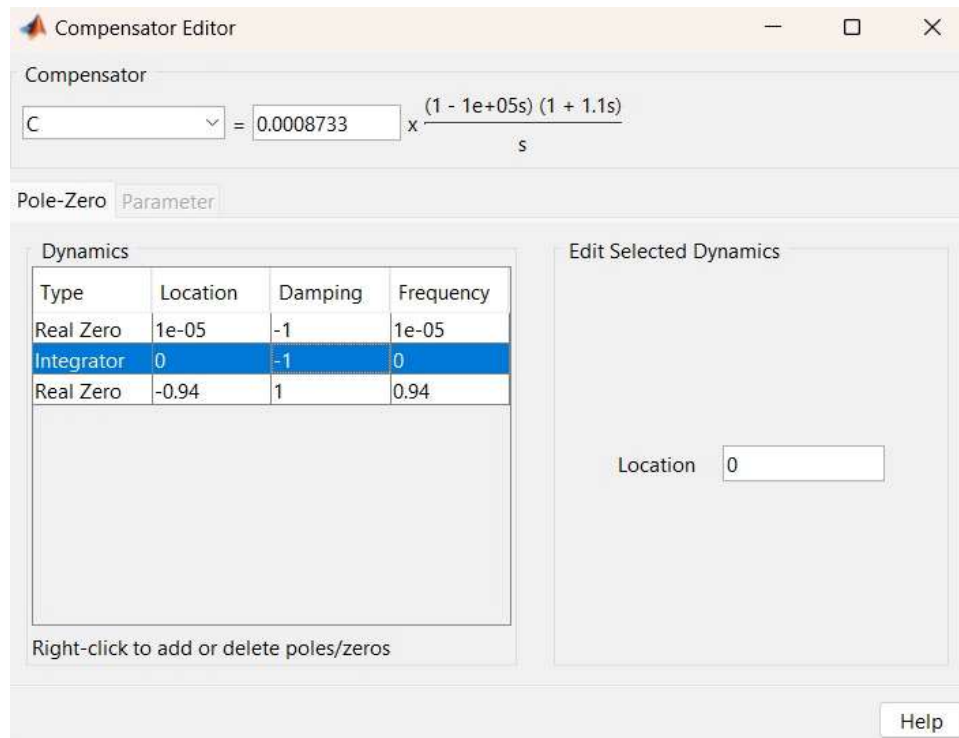 Compensator Editor
Compensator
C = 0.0008733 x (1 - 1e+05s) (1 + 1.1s)
s
Pole-Zero Parameter
Dynamics
Type Location Damping Frequency
Real Zero 1e-05 -1 1e-05
Integrator 0 -1 0
Real Zero -0.94 1 0.94
Right-click to add or delete poles/zeros
Edit Selected Dynamics
Location 0
Help